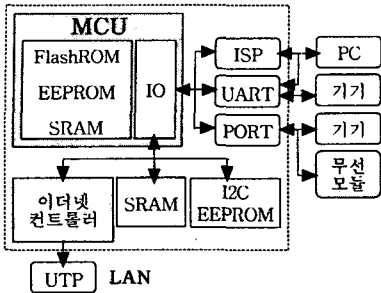 MCU
FlashROM
EEPROM
SRAM
IO
ISP
UART
PORT
PC
기기
기기
무선
모듈
이더넷
컨트롤러
SRAM
I2C
EEPROM
UTP
LAN